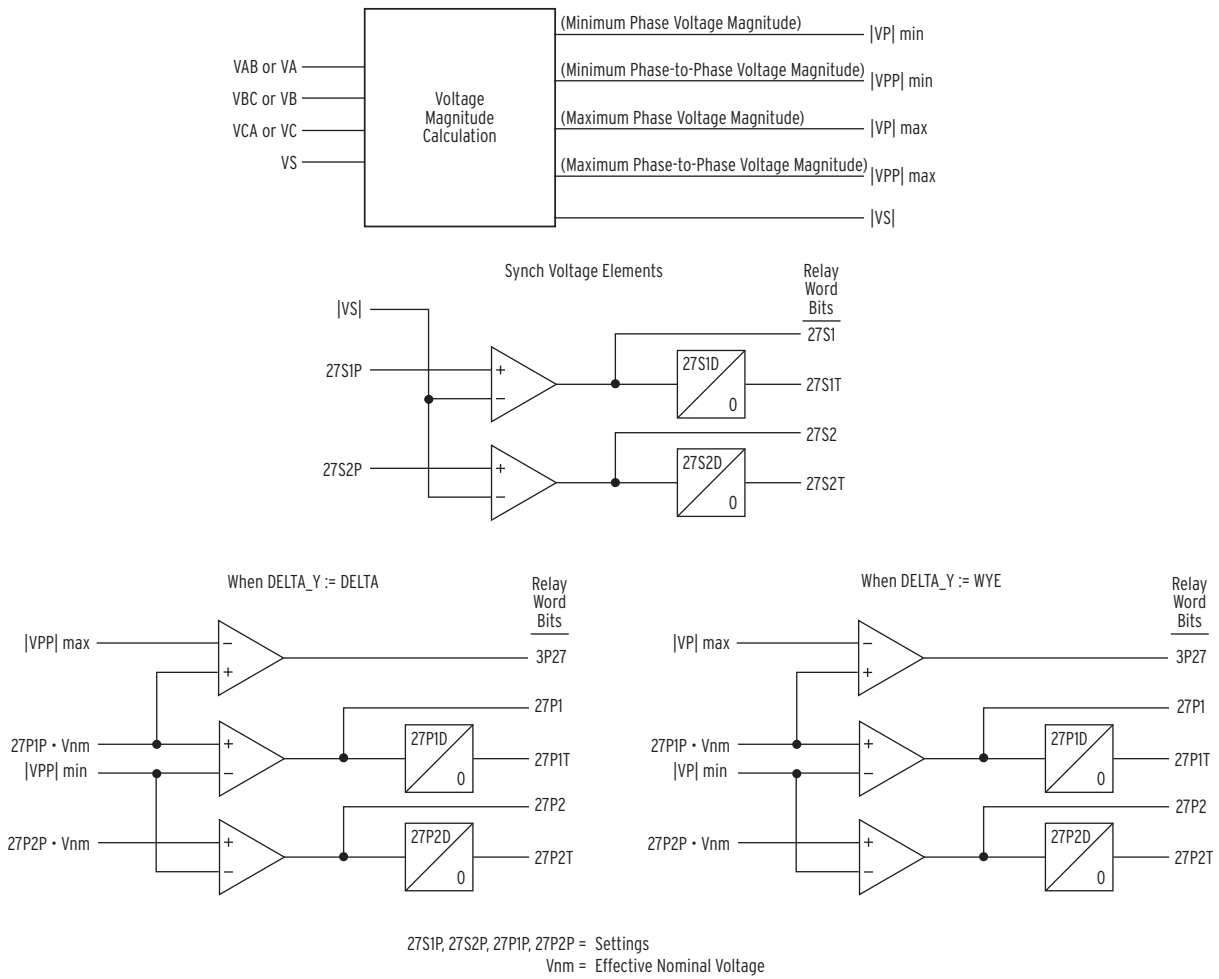 (Minimum Phase Voltage Magnitude)
|VP| min
VAB or VA
(Minimum Phase-to-Phase Voltage Magnitude)
|VPP| min
VBC or VB
Voltage
Magnitude
Calculation
(Maximum Phase Voltage Magnitude)
|VP| max
VCA or VC
VS
(Maximum Phase-to-Phase Voltage Magnitude)
|VPP| max
|VS|
Synch Voltage Elements
Relay
Word
Bits
|VS|
27S1
27S1P
+
−
27S1D
0
27S1T
27S2
27S2P
+
−
27S2D
0
27S2T
When DELTA_Y := DELTA
Relay
Word
Bits
|VPP| max
−
+
3P27
27P1
27P1P • Vnm
|VPP| min
+
−
27P1D
0
27P1T
27P2
27P2P • Vnm
+
−
27P2D
0
27P2T
When DELTA_Y := WYE
Relay
Word
Bits
|VP| max
−
+
3P27
27P1
27P1P • Vnm
|VP| min
+
−
27P1D
0
27P1T
27P2
27P2P • Vnm
+
−
27P2D
0
27P2T
27S1P, 27S2P, 27P1P, 27P2P = Settings
Vnm = Effective Nominal Voltage